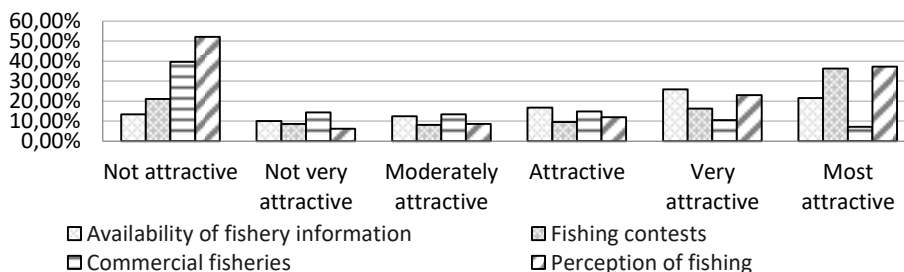 60,00%
50,00%
40,00%
30,00%
20,00%
10,00%
0,00%
Not attractive Not very attractive Moderately attractive Attractive Very attractive Most attractive
Availability of fishery information Fishing contests
Commercial fisheries Perception of fishing